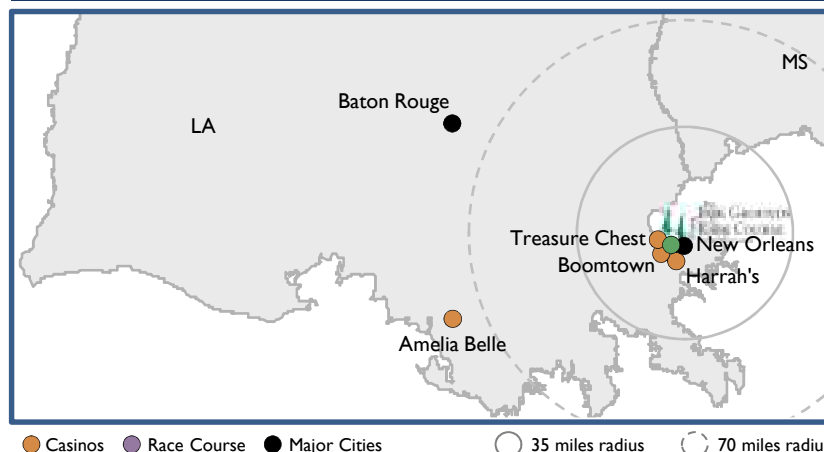 MS
Baton Rouge
LA
Treasure Chest
New Orleans
Boomtown
Harrah's
Amelia Belle
Casinos
Race Course
Major Cities
35 miles radius
70 miles